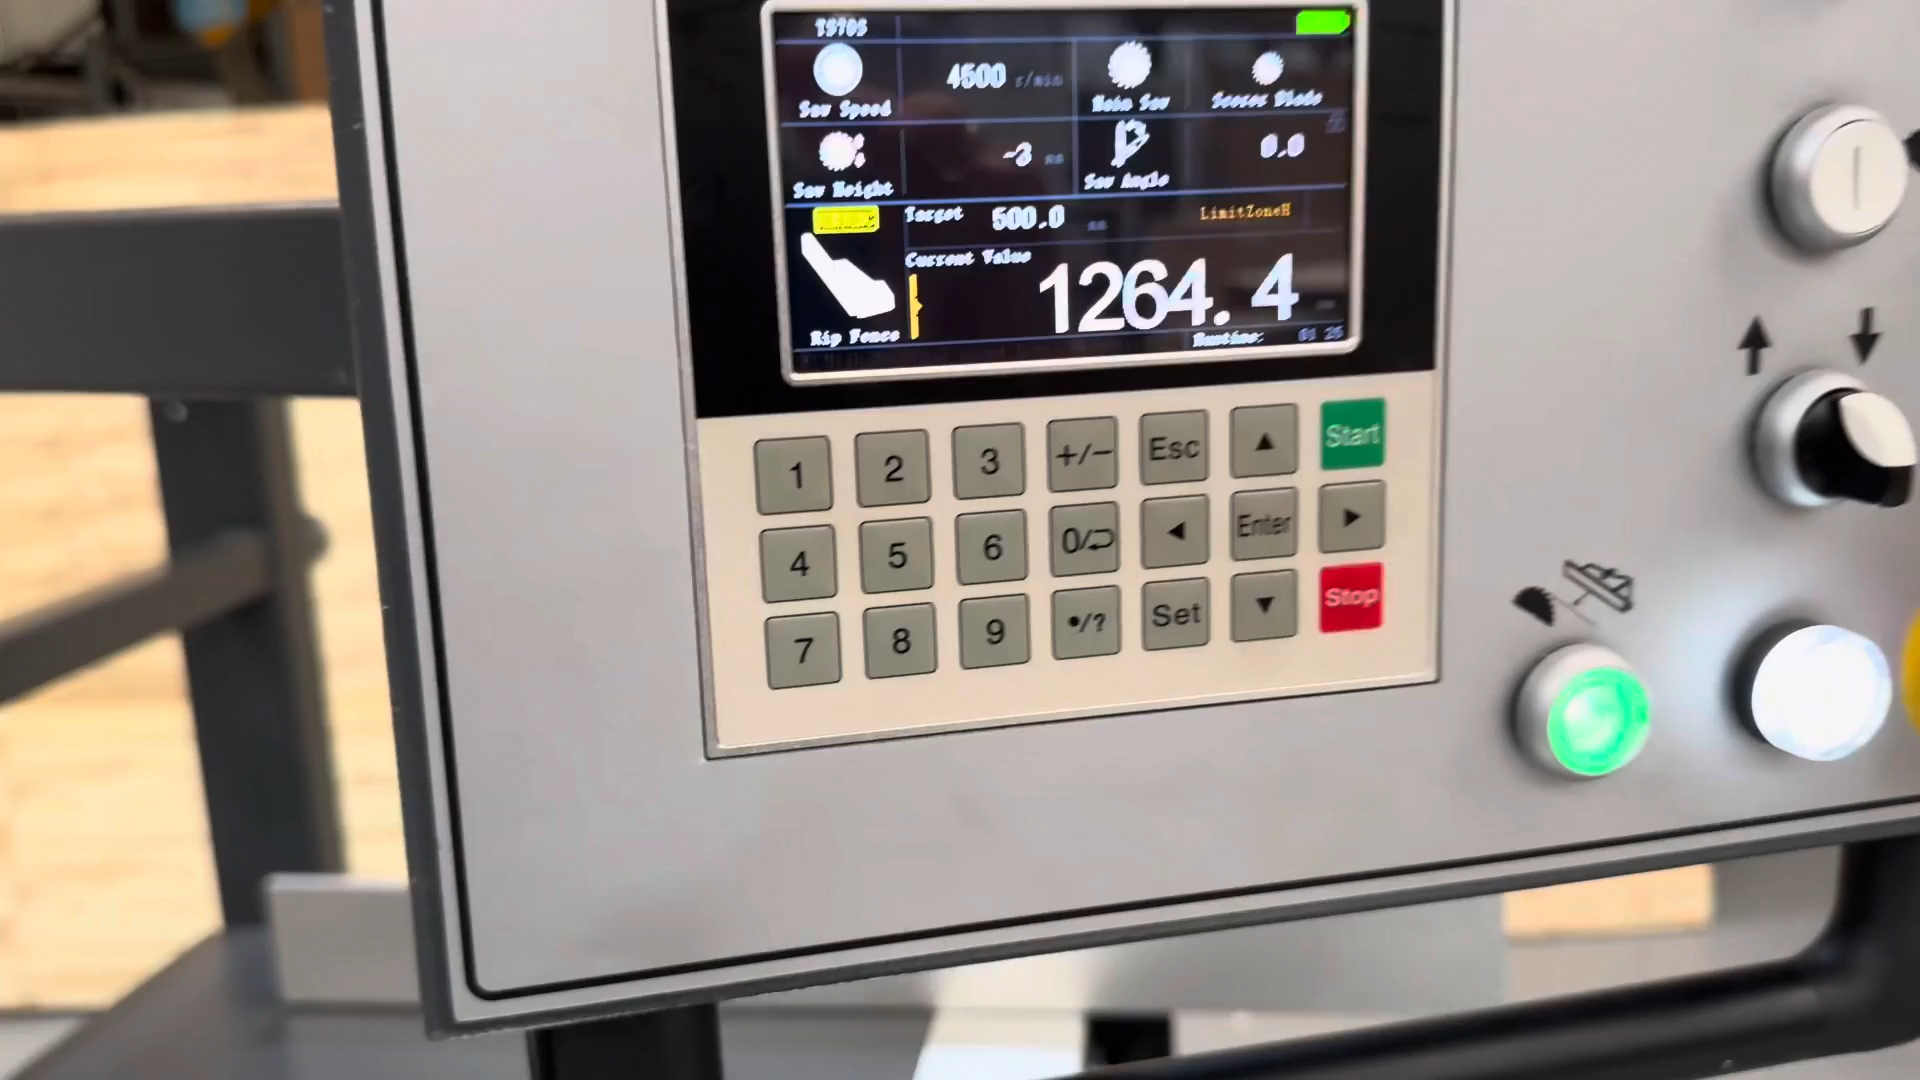 TS705
Saw Speed
4500 r/min
Main Saw
Scorer Blade
Saw Height
-3
Saw Angle
0.0
Target
500.0
LimitZoneH
Current Value
1264.4
Rip Fence
Runtime:
1 2 3 +/− Esc ▲ Start
4 5 6 0/⮌ ◀ Enter ▶
7 8 9 •/? Set ▼ Stop